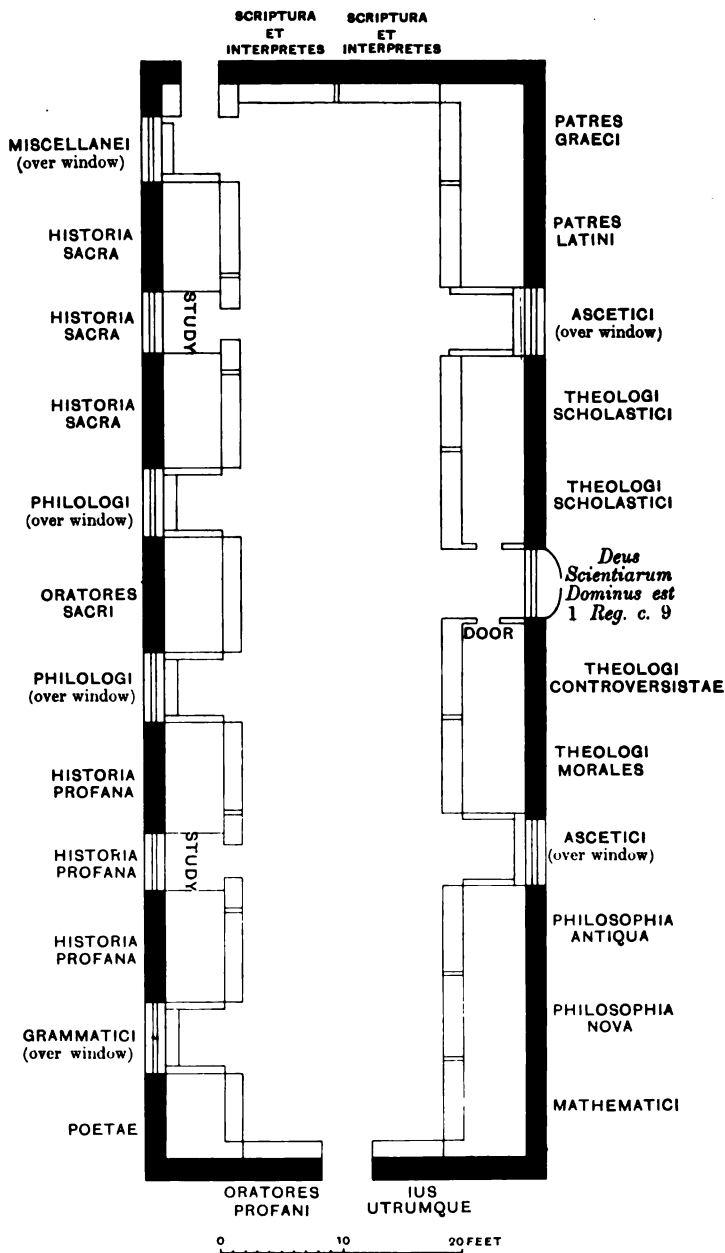 SCRIPTURA
ET
INTERPRETES
SCRIPTURA
ET
INTERPRETES
MISCELLANEI
(over window)
HISTORIA
SACRA
HISTORIA
SACRA
STUDY
HISTORIA
SACRA
PHILOLOGI
(over window)
ORATORES
SACRI
PHILOLOGI
(over window)
HISTORIA
PROFANA
HISTORIA
PROFANA
STUDY
HISTORIA
PROFANA
GRAMMATICI
(over window)
POETAE
PATRES
GRAECI
PATRES
LATINI
ASCETICI
(over window)
THEOLOGI
SCHOLASTICI
THEOLOGI
SCHOLASTICI
Deus
Scientiarum
Dominus est
1 Reg. c. 9
DOOR
THEOLOGI
CONTROVERSISTAE
THEOLOGI
MORALES
ASCETICI
(over window)
PHILOSOPHIA
ANTIQUA
PHILOSOPHIA
NOVA
MATHEMATICI
ORATORES
PROFANI
IUS
UTRUMQUE
0 10 20 FEET